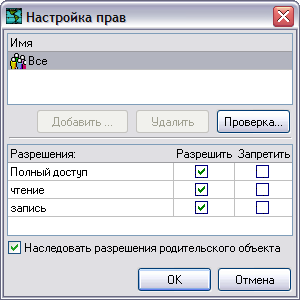 Настройка прав
Имя
Все
Добавить ... Удалить Проверка...
Разрешения: Разрешить Запретить
Полный доступ
чтение
запись
Наследовать разрешения родительского объекта
OK Отмена